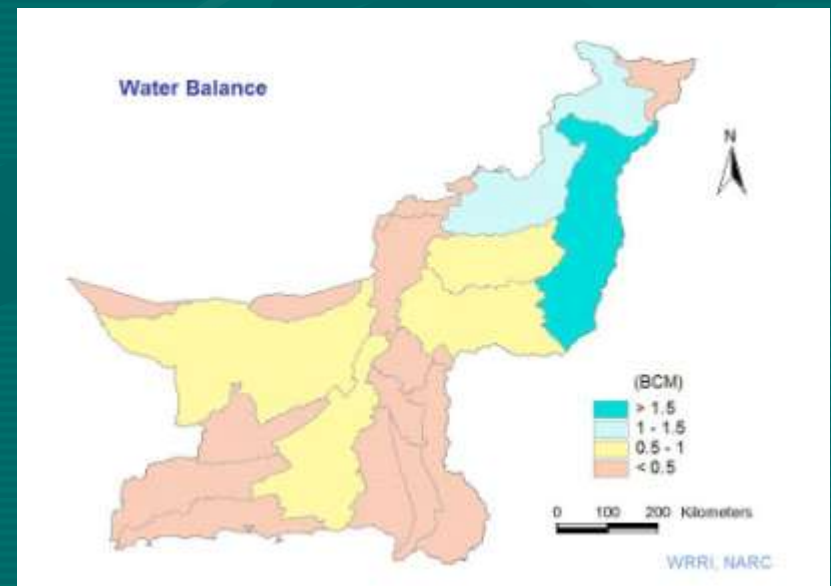 Water Balance
N
(BCM)
> 1.5
1 - 1.5
0.5 - 1
< 0.5
0 100 200 Kilometers
WRRI, NARC